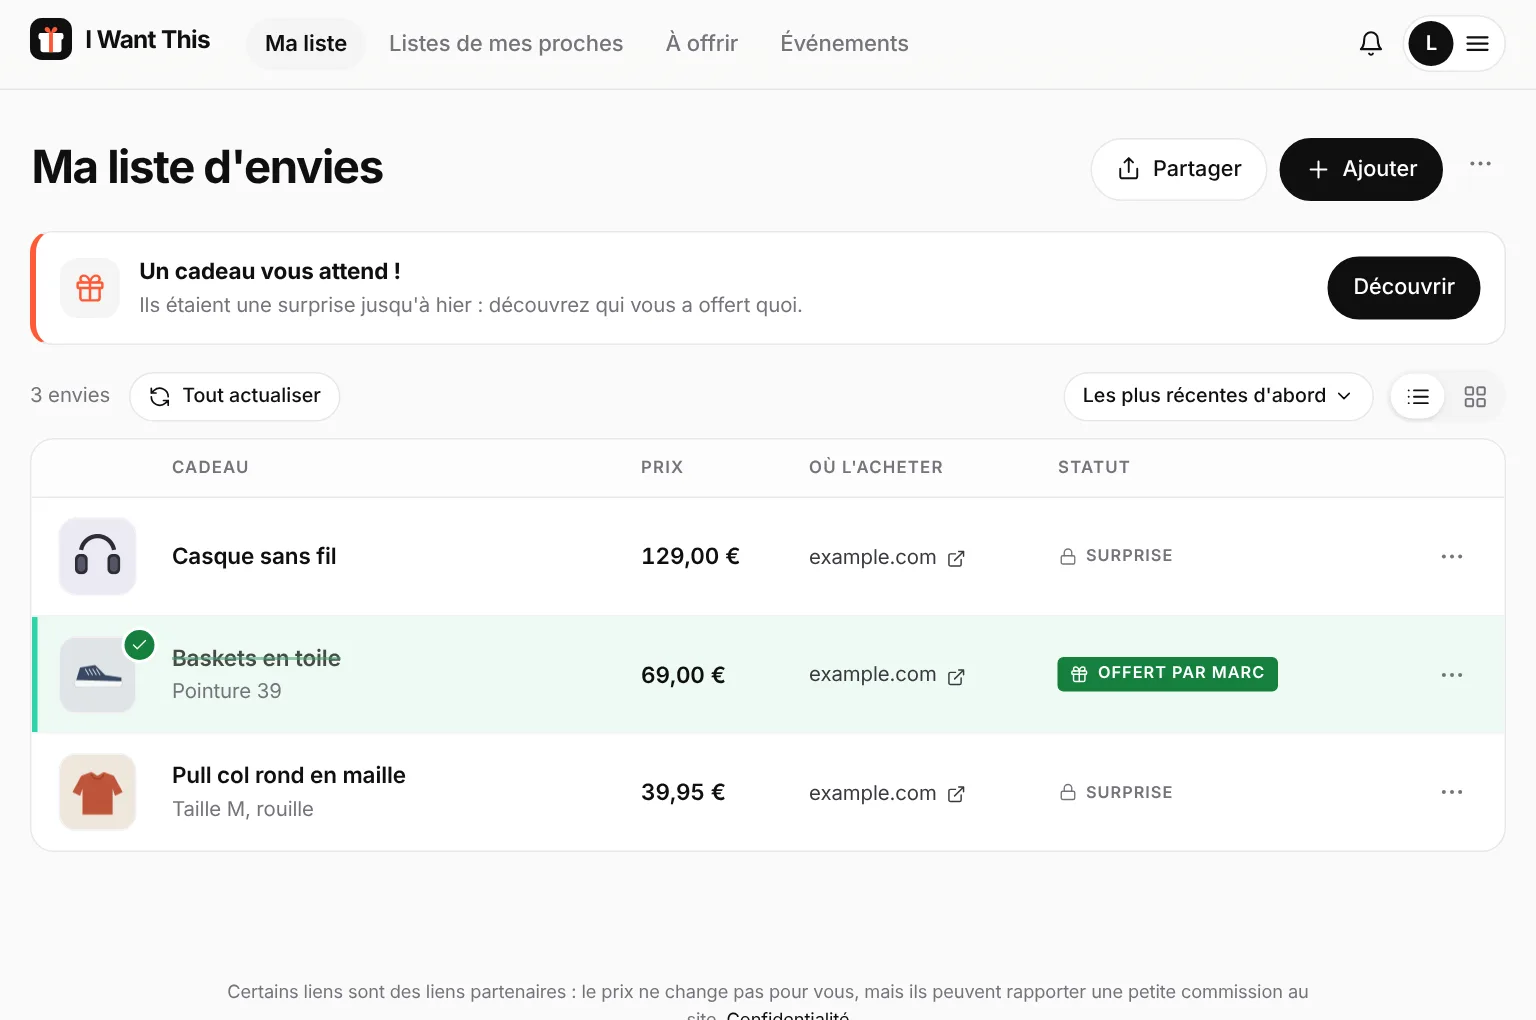 I Want This
Ma liste
Listes de mes proches
À offrir
Événements
L
Ma liste d'envies
Partager
+ Ajouter
Un cadeau vous attend !
Ils étaient une surprise jusqu'à hier : découvrez qui vous a offert quoi.
Découvrir
3 envies
Tout actualiser
Les plus récentes d'abord
CADEAU
PRIX
OÙ L'ACHETER
STATUT
Casque sans fil
129,00 €
example.com
SURPRISE
Baskets en toile
Pointure 39
69,00 €
example.com
OFFERT PAR MARC
Pull col rond en maille
Taille M, rouille
39,95 €
example.com
SURPRISE
Certains liens sont des liens partenaires : le prix ne change pas pour vous, mais ils peuvent rapporter une petite commission au
site. Confidentialité